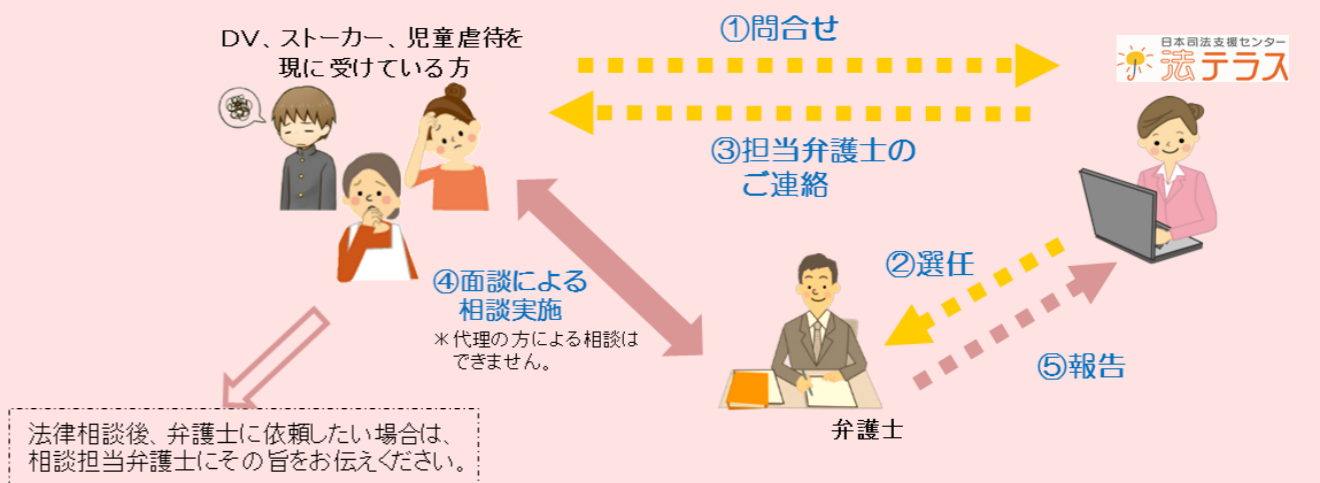 DV、ストーカー、児童虐待を
現に受けている方
①問合せ
日本司法支援センター
法テラス
③担当弁護士の
ご連絡
②選任
④面談による
相談実施
＊代理の方による相談は
できません。
⑤報告
弁護士
法律相談後、弁護士に依頼したい場合は、
相談担当弁護士にその旨をお伝えください。